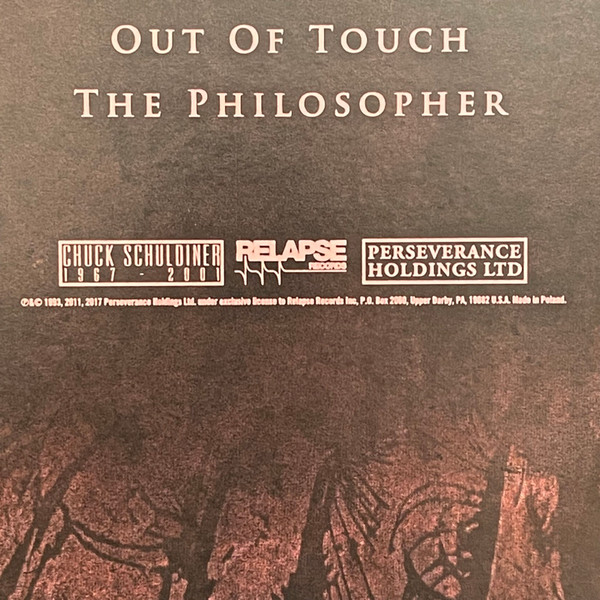 OUT OF TOUCH
THE PHILOSOPHER
CHUCK SCHULDINER
1967 - 2001
RELAPSE
RECORDS
PERSEVERANCE
HOLDINGS LTD
℗&© 1993, 2011, 2017 Perseverance Holdings Ltd. under exclusive license to Relapse Records Inc, P.O. Box 2060, Upper Darby, PA, 19082 U.S.A. Made in Poland.